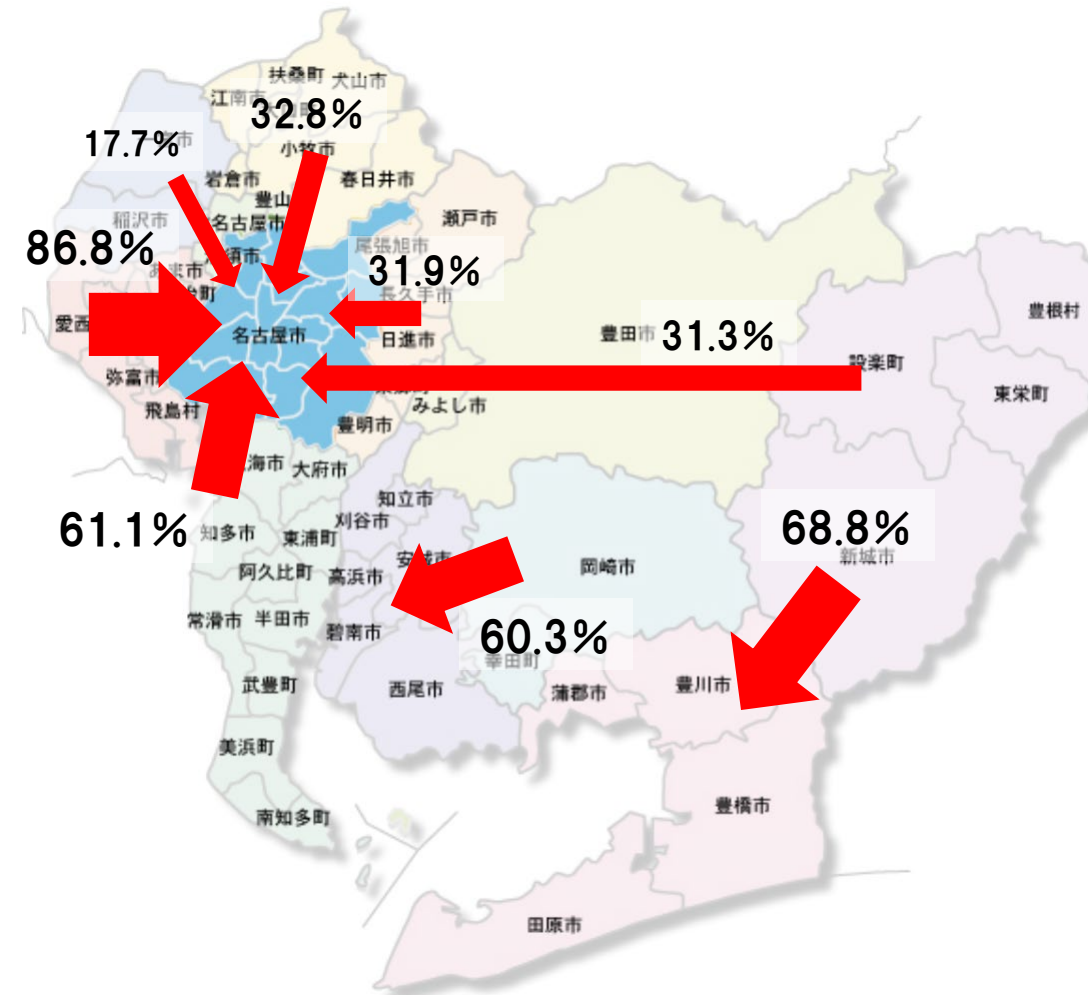 扶桑町
犬山市
江南市
32.8%
17.7%
小牧市
岩倉市
春日井市
豊山
稲沢市
名古屋市
瀬戸市
尾張旭市
86.8%
31.9%
長久手市
豊根村
愛西
名古屋市
日進市
豊田市
31.3%
設楽町
弥富市
東栄町
飛島村
みよし市
豊明市
大府市
知立市
61.1%
知多市
東浦町
刈谷市
安城市
68.8%
新城市
阿久比町
高浜市
岡崎市
常滑市
半田市
碧南市
60.3%
幸田町
武豊町
西尾市
蒲郡市
豊川市
美浜町
豊橋市
南知多町
田原市